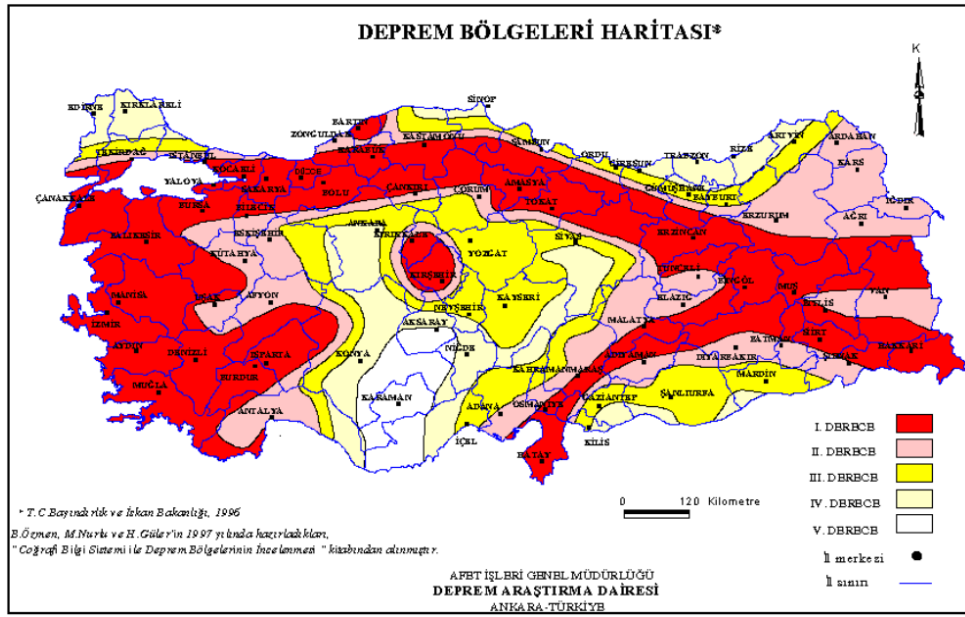 DEPREM BÖLGELERİ HARİTASI*
K
SİNOP
EDİRNE
KIRKLARELİ
BARTIN
ZONGULDAK
KASTAMONU
KARABÜK
ARTVİN
ARDAHAN
TEKİRDAĞ
İSTANBUL
SAMSUN
ORDU
TRABZON
RİZE
GİRESUN
KARS
KOCAELİ
DÜZCE
YALOVA
SAKARYA
BOLU
ÇANKIRI
ÇORUM
AMASYA
TOKAT
GÜMÜŞHANE
BAYBURT
ÇANAKKALE
BURSA
BİLECİK
ERZURUM
AĞRI
IĞDIR
BALIKESİR
ESKİŞEHİR
ANKARA
KIRIKKALE
YOZGAT
SİVAS
ERZİNCAN
KÜTAHYA
KIRŞEHİR
TUNCELİ
BİNGÖL
MUŞ
VAN
MANİSA
UŞAK
AFYON
NEVŞEHİR
KAYSERİ
ELAZIĞ
BİTLİS
İZMİR
AKSARAY
MALATYA
SİİRT
AYDIN
DENİZLİ
ISPARTA
KONYA
NİĞDE
ADIYAMAN
DİYARBAKIR
BATMAN
ŞIRNAK
HAKKARİ
BURDUR
KAHRAMANMARAŞ
MARDİN
MUĞLA
KARAMAN
ADANA
OSMANİYE
GAZİANTEP
ŞANLIURFA
ANTALYA
İÇEL
KİLİS
HATAY
I. DERECE
II. DERECE
III. DERECE
IV. DERECE
V. DERECE
İl merkezi
İl sınırı
0 120 Kilometre
* T.C.Bayındırlık ve İskan Bakanlığı, 1996
B.Özmen, M.Nurlu ve H.Güler'in 1997 yılında hazırladıkları,
"Coğrafi Bilgi Sistemi ile Deprem Bölgelerinin İncelenmesi" kitabından alınmıştır.
AFET İŞLERİ GENEL MÜDÜRLÜĞÜ
DEPREM ARAŞTIRMA DAİRESİ
ANKARA-TÜRKİYE